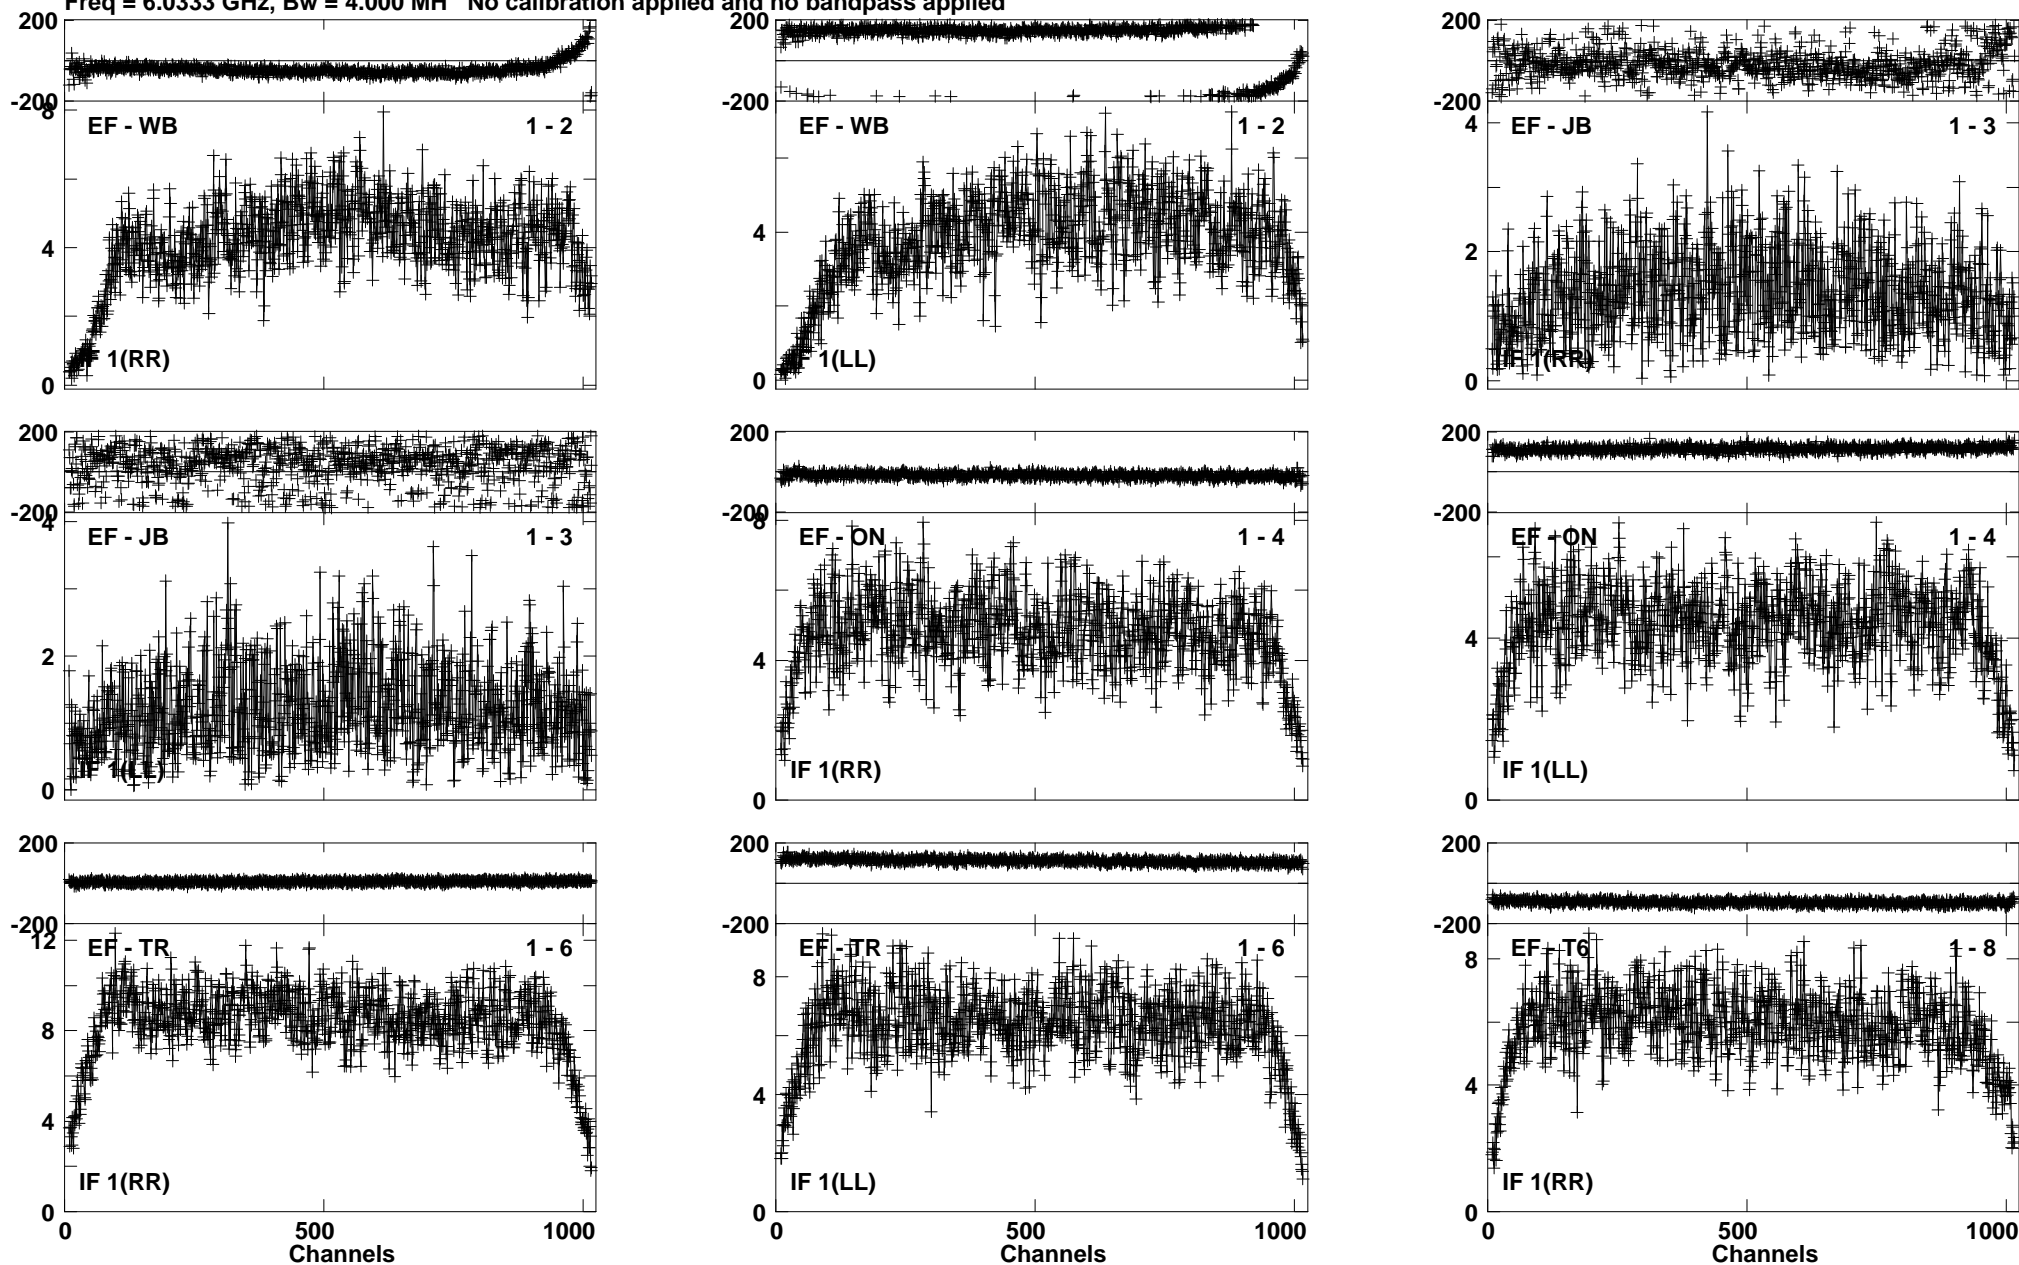 Freq = 6.0333 GHz, Bw = 4.000 MH No calibration applied and no bandpass applied
200
-200
8
4
0
EF - WB
1 - 2
IF 1(RR)
200
-200
4
0
EF - WB
1 - 2
IF 1(LL)
200
-200
4
2
0
EF - JB
1 - 3
IF 1(RR)
200
-200
4
2
0
EF - JB
1 - 3
IF 1(LL)
200
-200
8
4
0
EF - ON
1 - 4
IF 1(RR)
200
-200
4
0
EF - ON
1 - 4
IF 1(LL)
200
-200
12
8
4
0
EF - TR
1 - 6
IF 1(RR)
0
500
1000
Channels
200
-200
8
4
0
EF - TR
1 - 6
IF 1(LL)
0
500
1000
Channels
200
-200
8
4
0
EF - T6
1 - 8
IF 1(RR)
0
500
1000
Channels